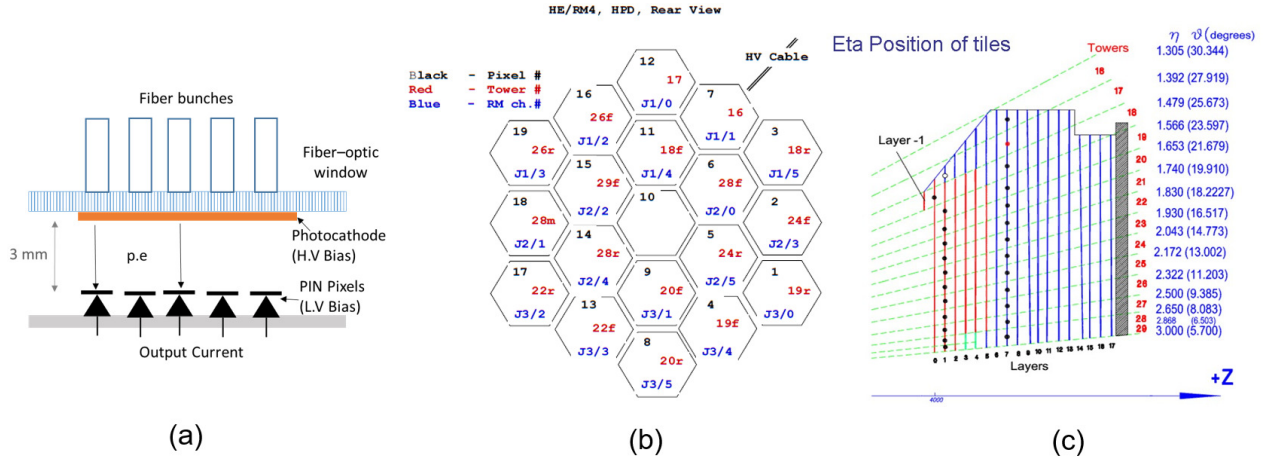 HE/RM4, HPD, Rear View
Fiber bunches
Fiber–optic
window
Photocathode
(H.V Bias)
3 mm
p.e
PIN Pixels
(L.V Bias)
Output Current
(a)
Black - Pixel #
Red - Tower #
Blue - RM ch.#
HV Cable
12
17
J1/0
16
26f
J1/2
7
16
J1/1
19
26r
J1/3
11
18f
J1/4
3
18r
J1/5
15
29f
J2/2
6
28f
J2/0
18
28m
J2/1
10
2
24f
J2/3
14
28r
J2/4
5
24r
J2/5
17
22r
J3/2
9
20f
J3/1
1
19r
J3/0
13
22f
J3/3
4
19f
J3/4
8
20r
J3/5
(b)
Eta Position of tiles
Towers
η ϑ (degrees)
1.305 (30.344)
1.392 (27.919)
1.479 (25.673)
1.566 (23.597)
1.653 (21.679)
1.740 (19.910)
1.830 (18.2227)
1.930 (16.517)
2.043 (14.773)
2.172 (13.002)
2.322 (11.203)
2.500 (9.385)
2.650 (8.083)
2.868 (6.503)
3.000 (5.700)
16
17
18
19
20
21
22
23
24
25
26
27
28
29
Layer -1
0 1 2 3 4 5 6 7 8 9 10 11 12 13 14 15 16 17
Layers
+Z
4000
(c)